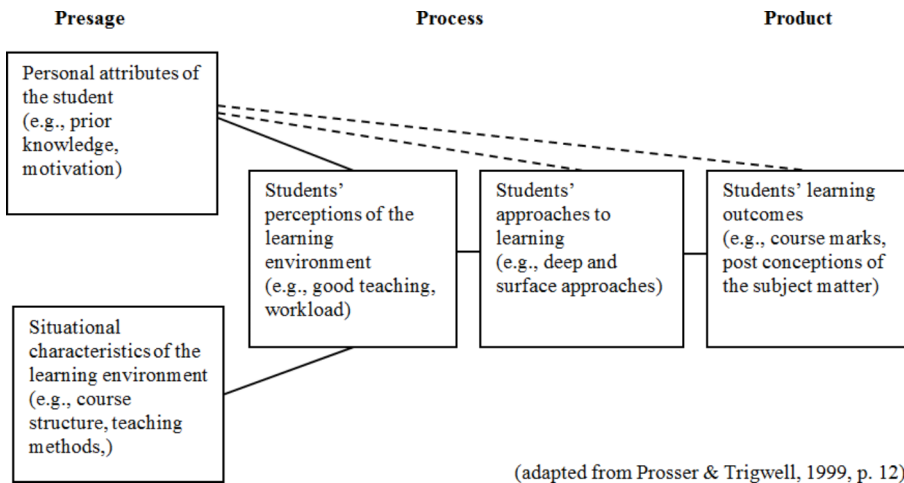 Presage
Process
Product
Personal attributes of
the student
(e.g., prior
knowledge,
motivation)
Students’
perceptions of the
learning
environment
(e.g., good teaching,
workload)
Students’
approaches to
learning
(e.g., deep and
surface approaches)
Students’ learning
outcomes
(e.g., course marks,
post conceptions of
the subject matter)
Situational
characteristics of the
learning environment
(e.g., course
structure, teaching
methods,)
(adapted from Prosser & Trigwell, 1999, p. 12)